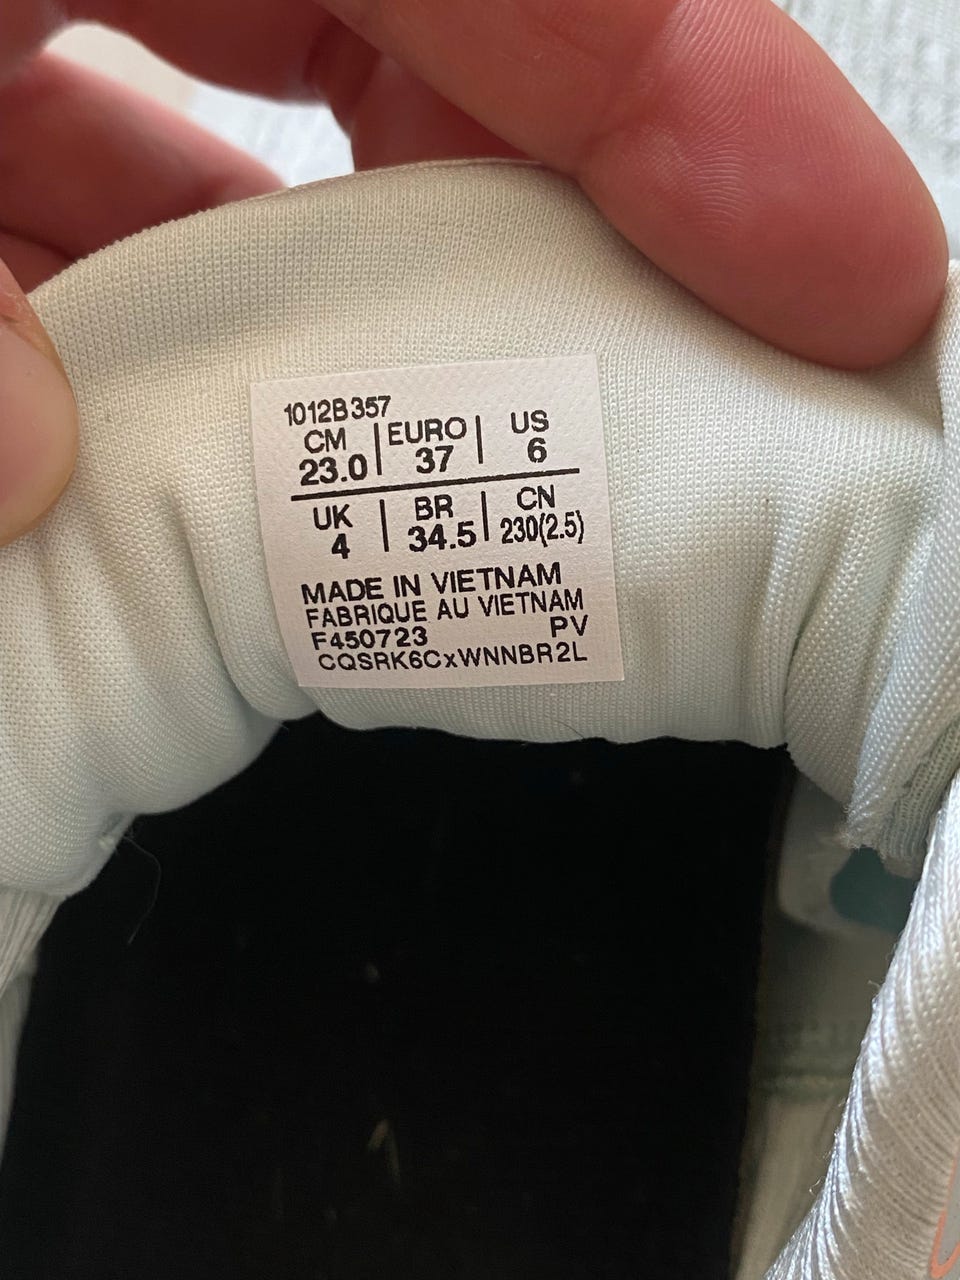 1012B357
CM | EURO | US
23.0 | 37 | 6
UK | BR | CN
4 | 34.5 | 230(2.5)
MADE IN VIETNAM
FABRIQUE AU VIETNAM
F450723 PV
CQSRK6CxWNNBR2L